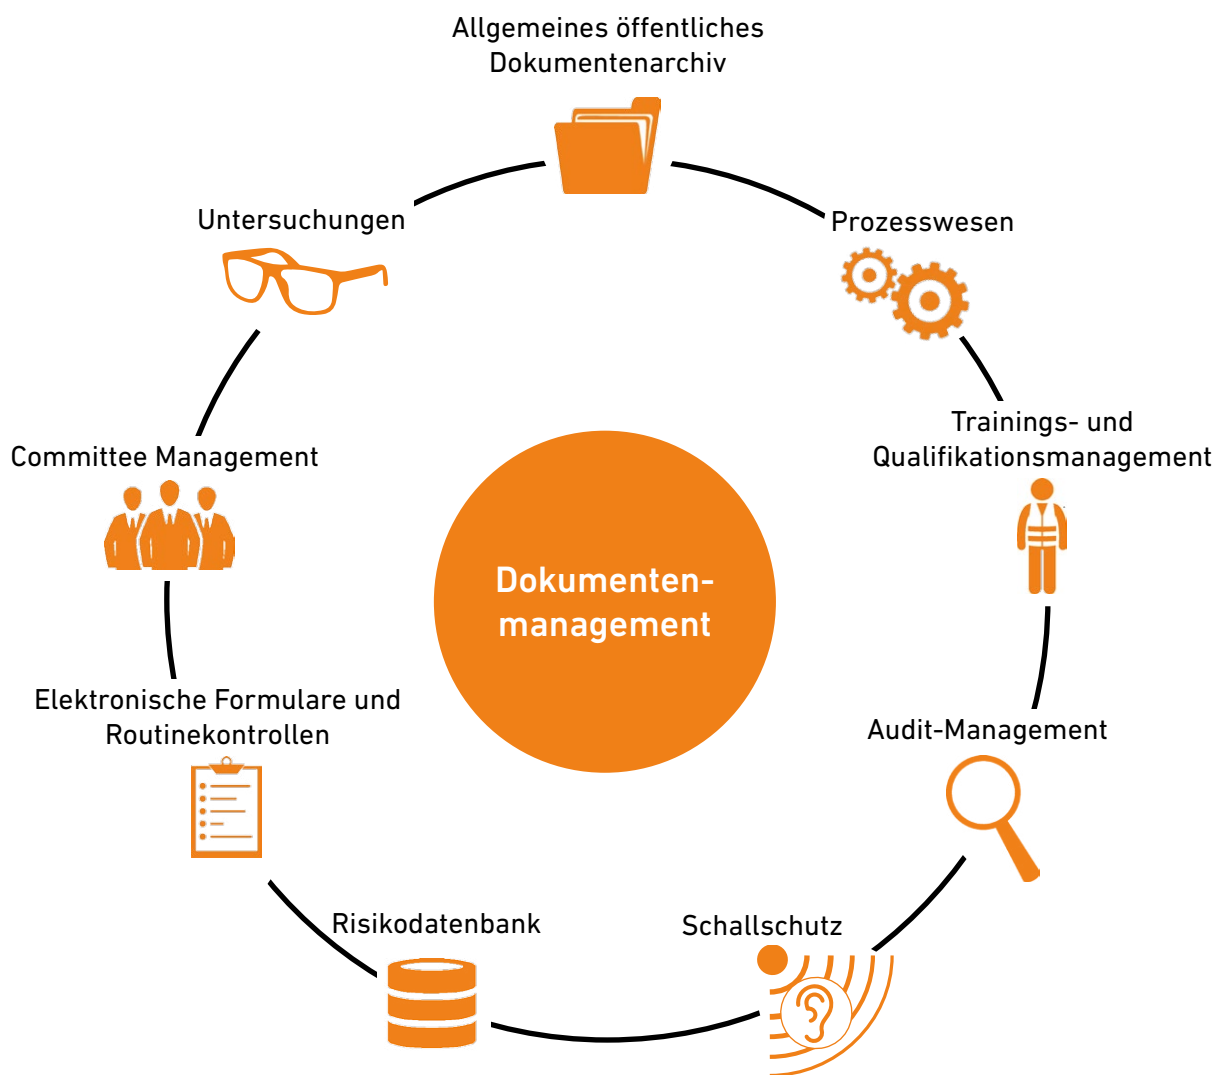 Allgemeines öffentliches
Dokumentenarchiv
Untersuchungen
Prozesswesen
Trainings- und
Qualifikationsmanagement
Committee Management
Dokumenten-
management
Elektronische Formulare und
Routinekontrollen
Audit-Management
Risikodatenbank
Schallschutz